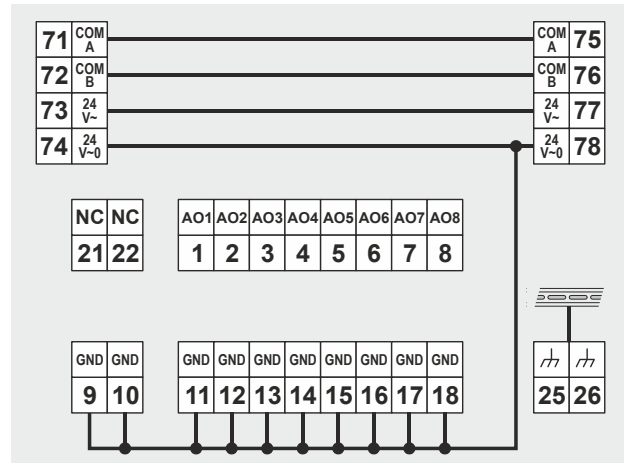 71 COM A COM A 75
72 COM B COM B 76
73 24 V~ 24 V~ 77
74 24 V~0 24 V~0 78
NC NC AO1 AO2 AO3 AO4 AO5 AO6 AO7 AO8
21 22 1 2 3 4 5 6 7 8
GND GND GND GND GND GND GND GND GND GND
9 10 11 12 13 14 15 16 17 18 25 26